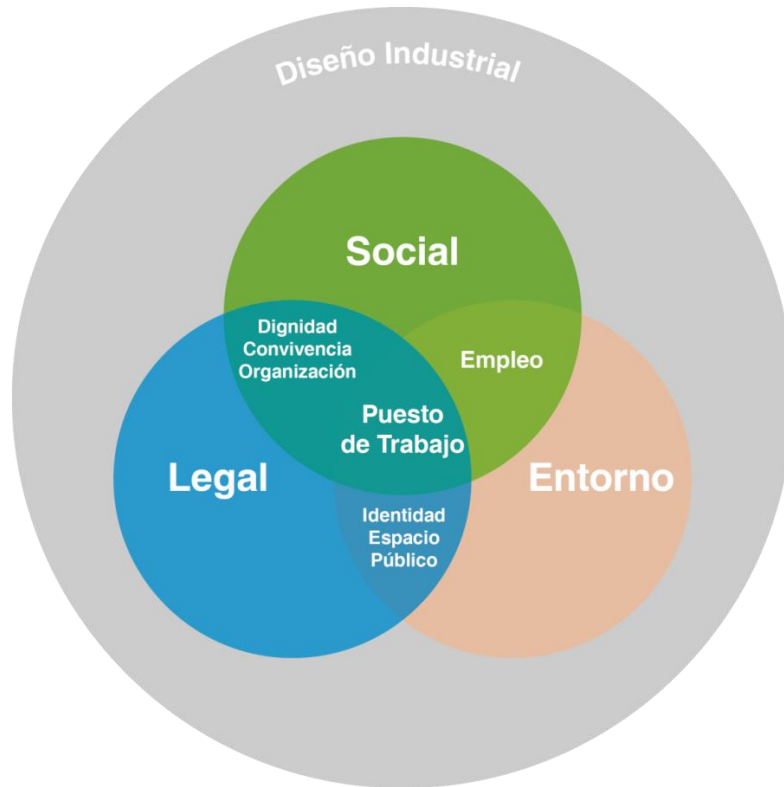 Diseño Industrial
Social
Dignidad
Convivencia
Organización
Empleo
Puesto
de Trabajo
Legal
Entorno
Identidad
Espacio
Público